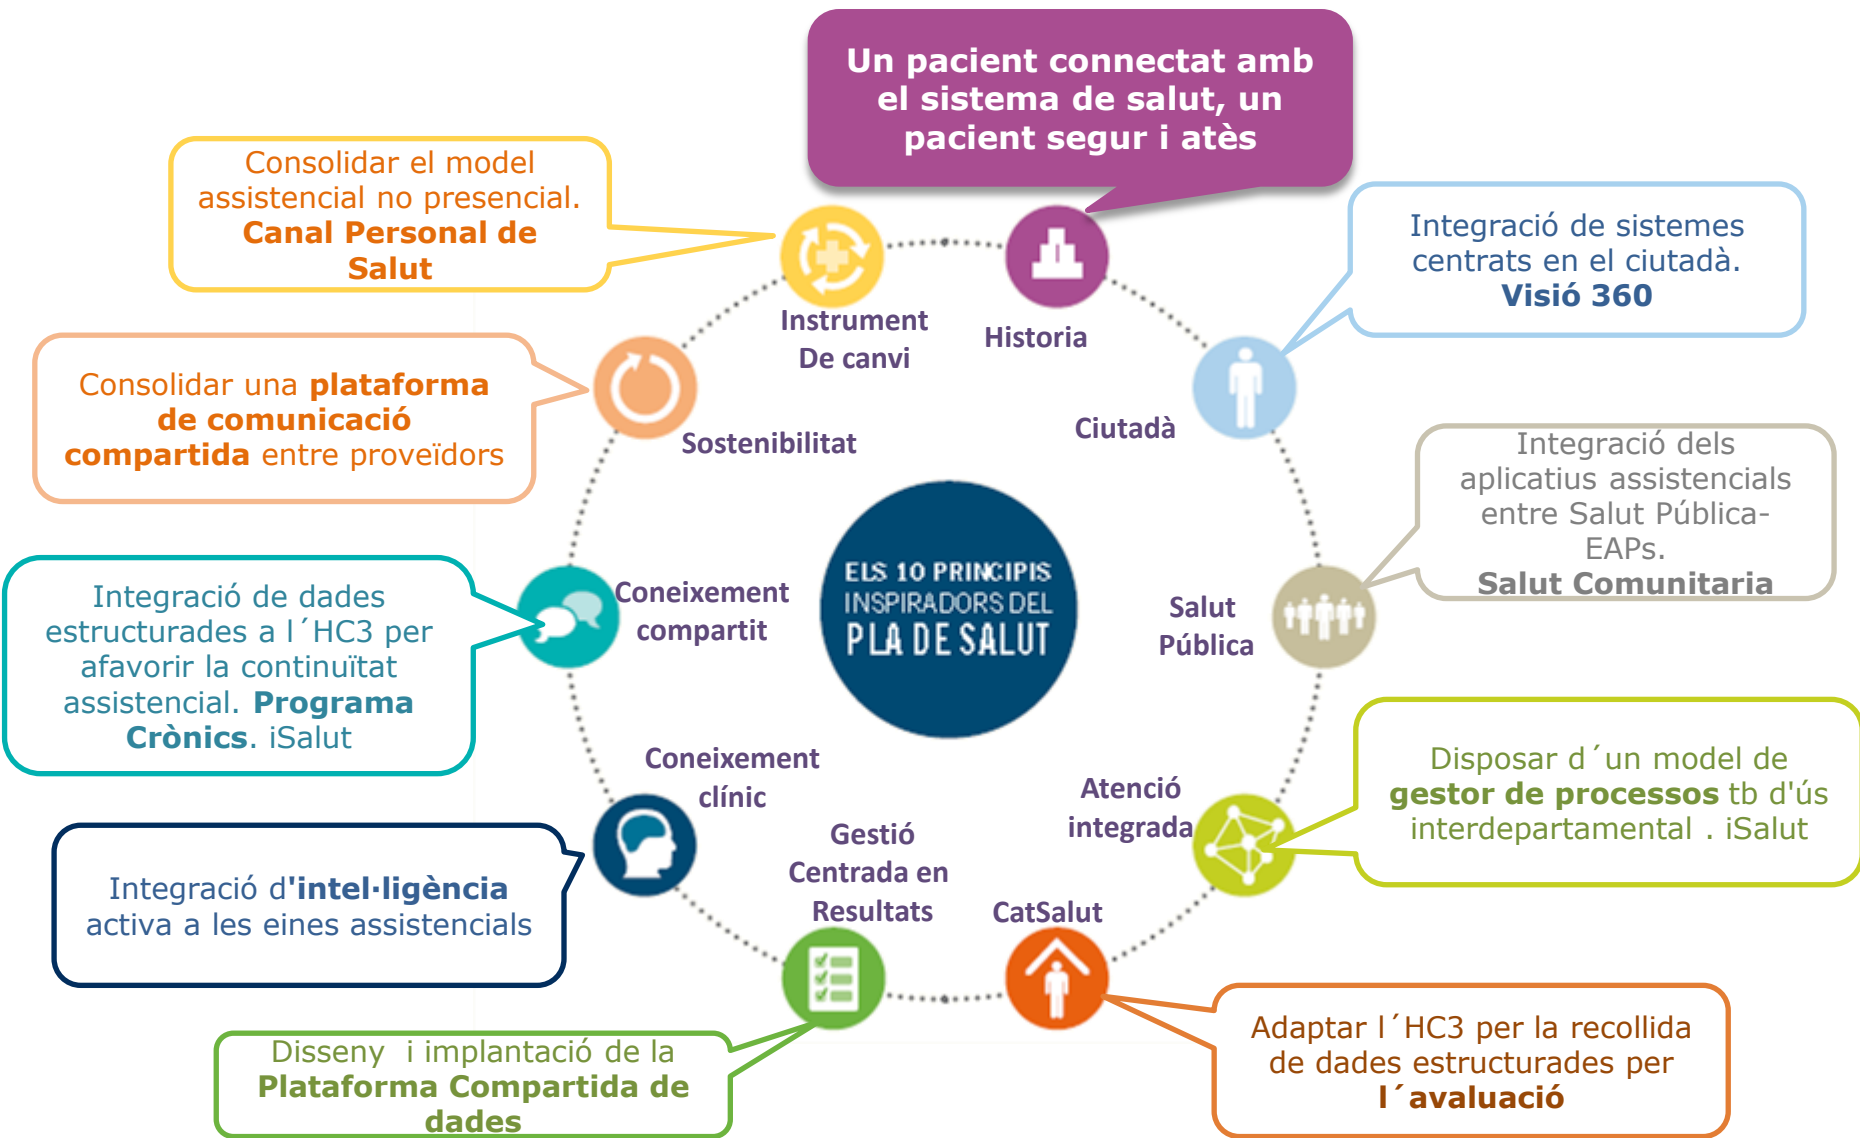 Un pacient connectat amb
el sistema de salut, un
pacient segur i atès
Consolidar el model
assistencial no presencial.
Canal Personal de
Salut
Integració de sistemes
centrats en el ciutadà.
Visió 360
Instrument
De canvi
Historia
Consolidar una plataforma
de comunicació
compartida entre proveïdors
Sostenibilitat
Ciutadà
Integració dels
aplicatius assistencials
entre Salut Pública-
EAPs.
Salut Comunitaria
Integració de dades
estructurades a l´HC3 per
afavorir la continuïtat
assistencial. Programa
Crònics. iSalut
Coneixement
compartit
ELS 10 PRINCIPIS
INSPIRADORS DEL
PLA DE SALUT
Salut
Pública
Coneixement
clínic
Atenció
integrada
Disposar d´un model de
gestor de processos tb d'ús
interdepartamental . iSalut
Integració d'intel·ligència
activa a les eines assistencials
Gestió
Centrada en
Resultats
CatSalut
Disseny i implantació de la
Plataforma Compartida de
dades
Adaptar l´HC3 per la recollida
de dades estructurades per
l´avaluació